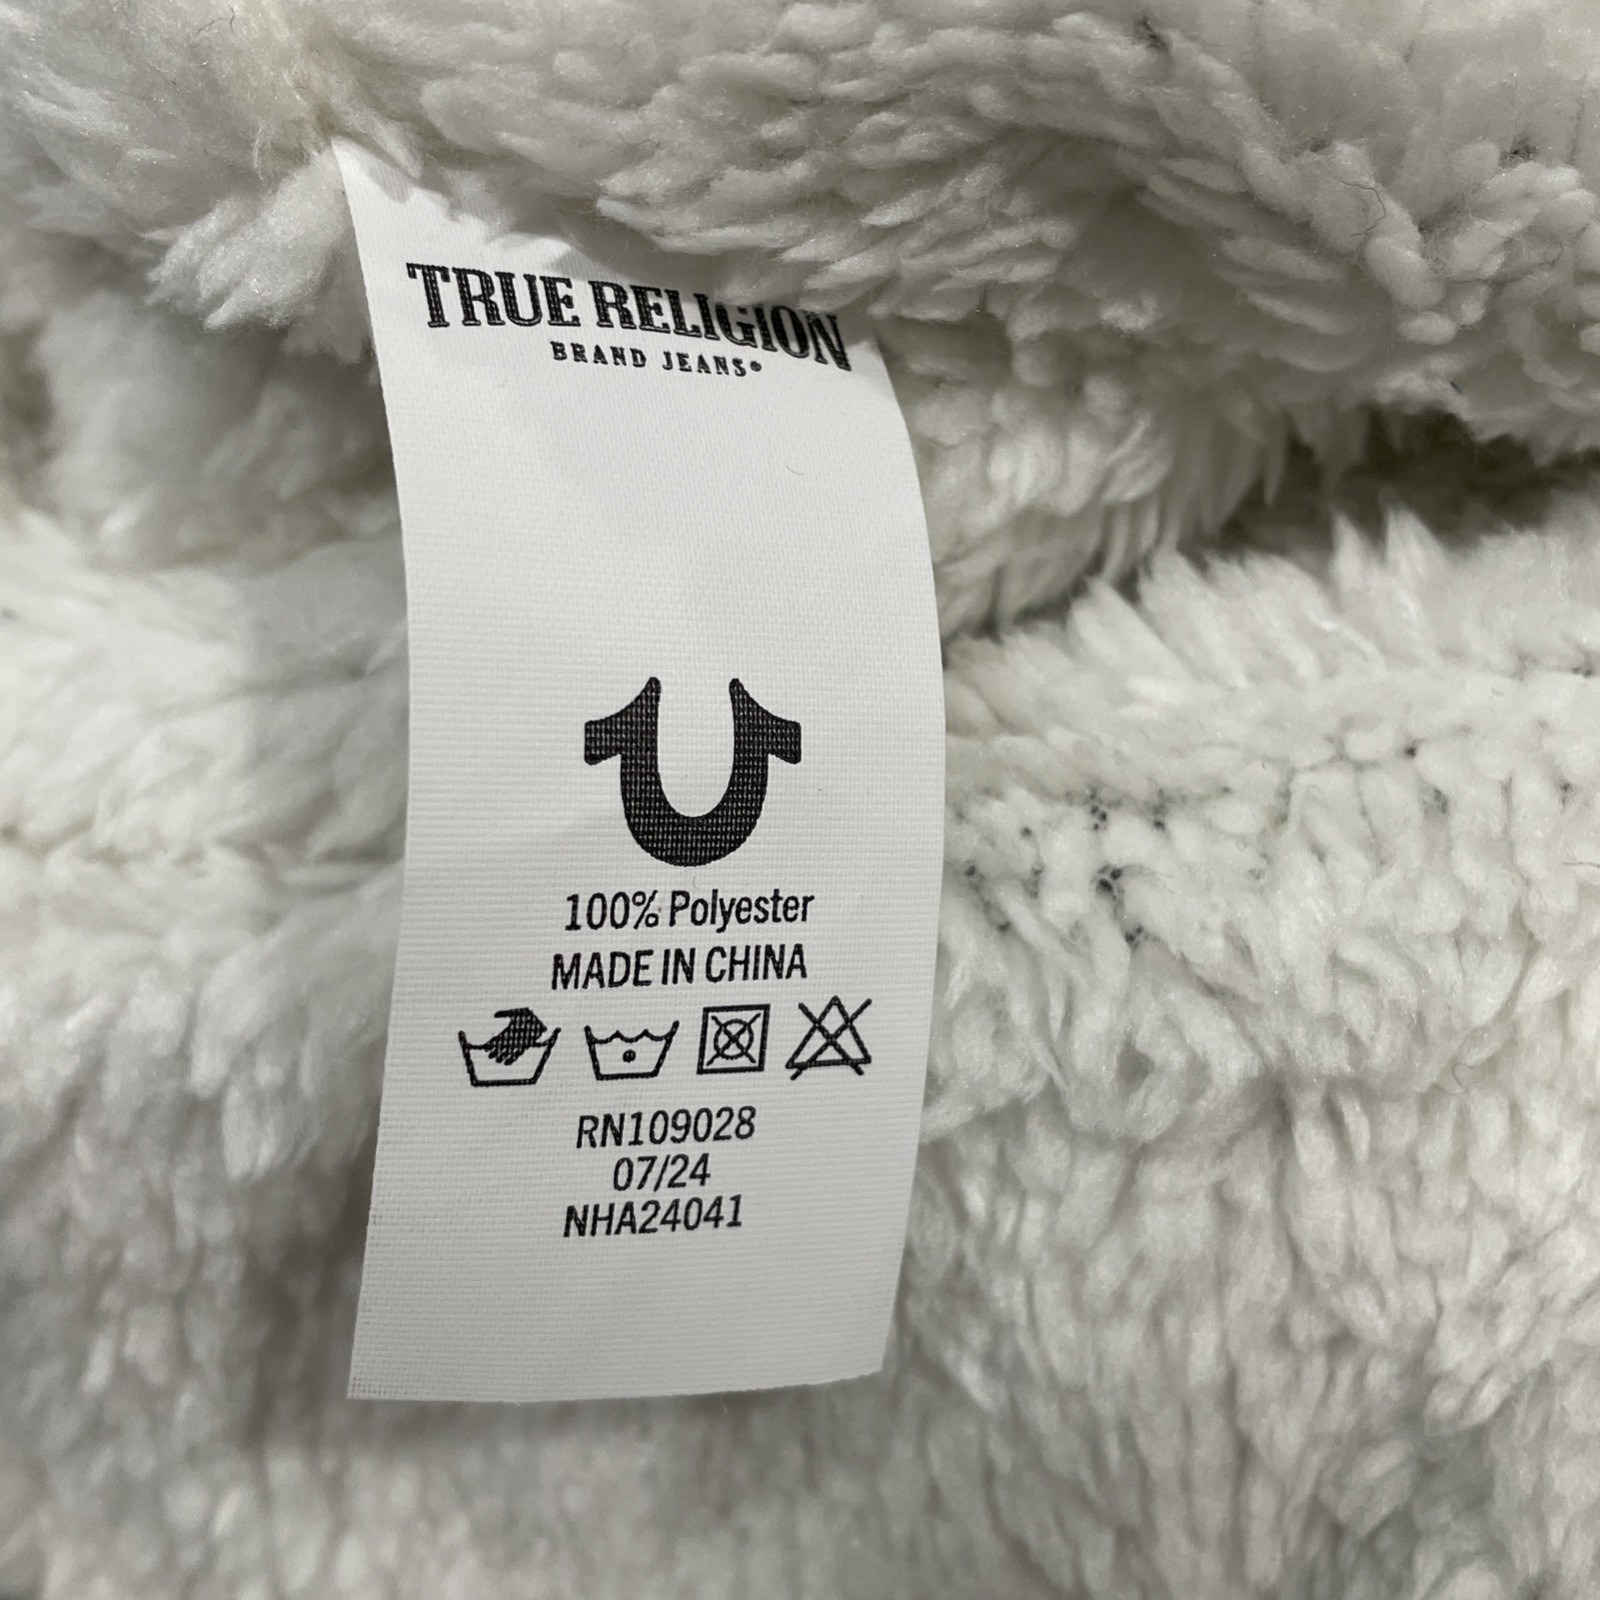 TRUE RELIGION
BRAND JEANS®
100% Polyester
MADE IN CHINA
RN109028
07/24
NHA24041